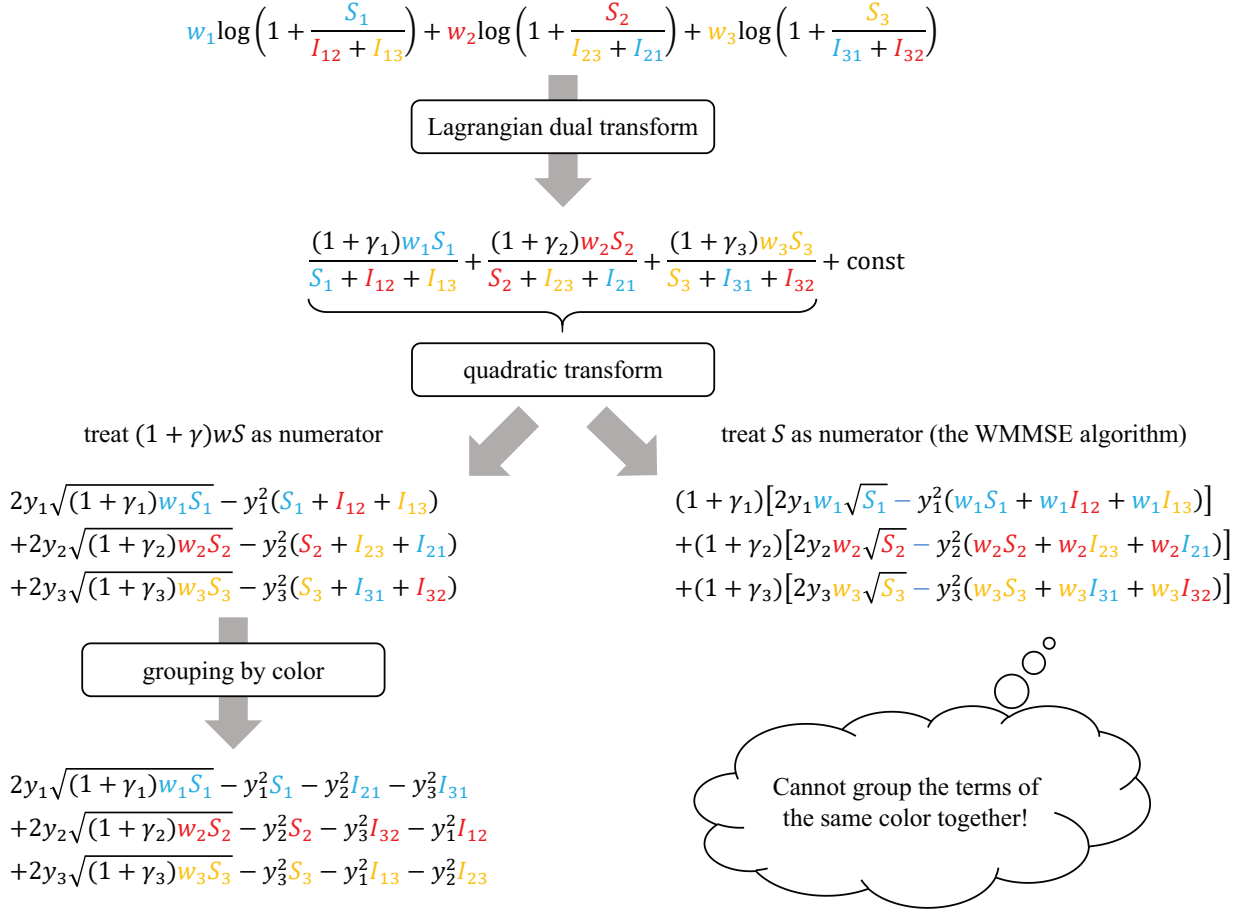 w₁log(1 + S₁/(I₁₂ + I₁₃)) + w₂log(1 + S₂/(I₂₃ + I₂₁)) + w₃log(1 + S₃/(I₃₁ + I₃₂))
Lagrangian dual transform
(1 + γ₁)w₁S₁/(S₁ + I₁₂ + I₁₃) + (1 + γ₂)w₂S₂/(S₂ + I₂₃ + I₂₁) + (1 + γ₃)w₃S₃/(S₃ + I₃₁ + I₃₂) + const
quadratic transform
treat (1 + γ)wS as numerator
2y₁√((1 + γ₁)w₁S₁) − y₁²(S₁ + I₁₂ + I₁₃)
+2y₂√((1 + γ₂)w₂S₂) − y₂²(S₂ + I₂₃ + I₂₁)
+2y₃√((1 + γ₃)w₃S₃) − y₃²(S₃ + I₃₁ + I₃₂)
grouping by color
2y₁√((1 + γ₁)w₁S₁) − y₁²S₁ − y₂²I₂₁ − y₃²I₃₁
+2y₂√((1 + γ₂)w₂S₂) − y₂²S₂ − y₃²I₃₂ − y₁²I₁₂
+2y₃√((1 + γ₃)w₃S₃) − y₃²S₃ − y₁²I₁₃ − y₂²I₂₃
treat S as numerator (the WMMSE algorithm)
(1 + γ₁)[2y₁w₁√S₁ − y₁²(w₁S₁ + w₁I₁₂ + w₁I₁₃)]
+(1 + γ₂)[2y₂w₂√S₂ − y₂²(w₂S₂ + w₂I₂₃ + w₂I₂₁)]
+(1 + γ₃)[2y₃w₃√S₃ − y₃²(w₃S₃ + w₃I₃₁ + w₃I₃₂)]
Cannot group the terms of
the same color together!